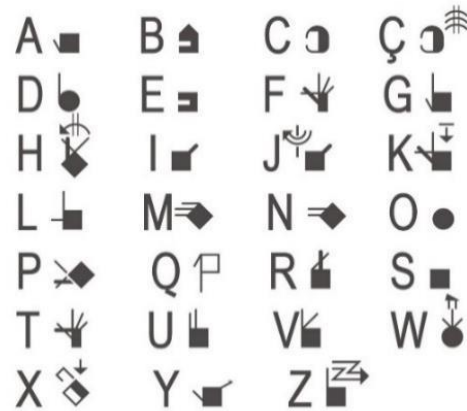 A B C Ç
D E F G
H I J K
L M N O
P Q R S
T U V W
X Y Z